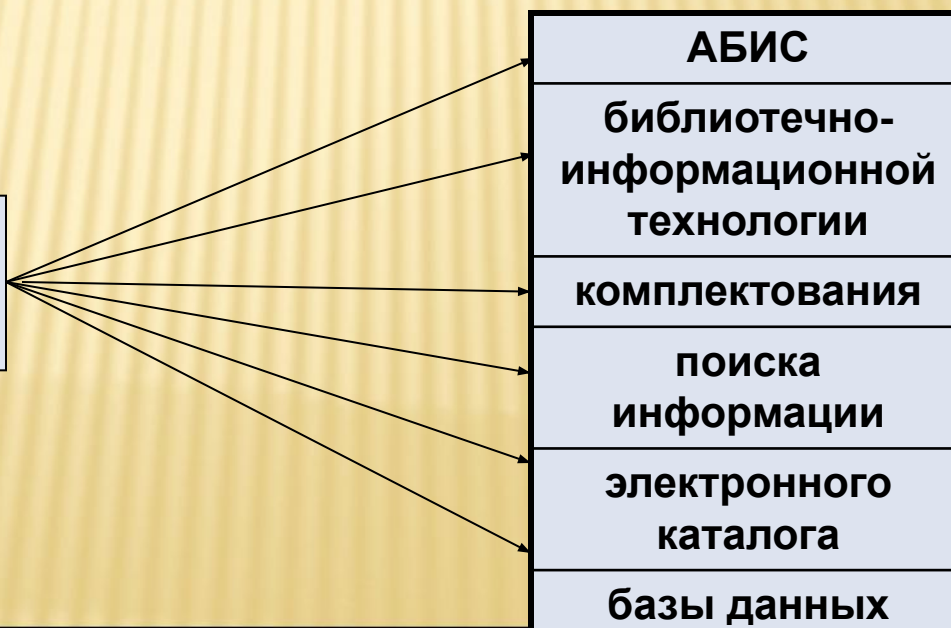 АБИС
библиотечно-
информационной
технологии
комплектования
поиска
информации
электронного
каталога
базы данных